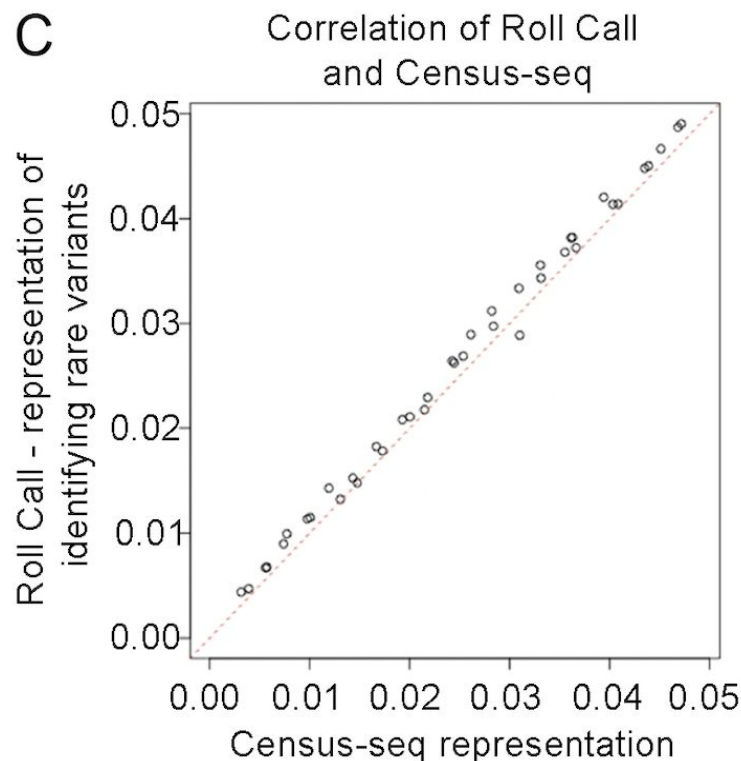 C
Correlation of Roll Call
and Census-seq
Roll Call - representation of
identifying rare variants
0.05
0.04
0.03
0.02
0.01
0.00
0.00 0.01 0.02 0.03 0.04 0.05
Census-seq representation